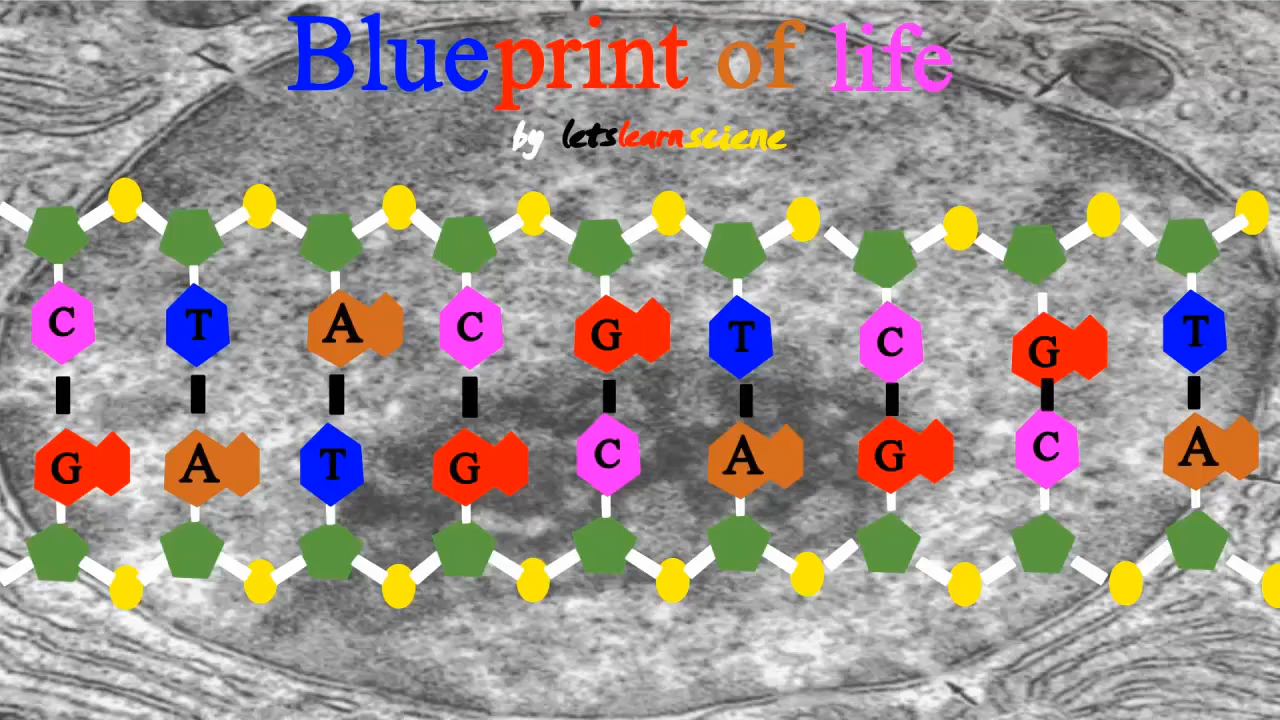 Blueprint of life
by letslearnsciene
C T A C G T C G T
G A T G C A G C A